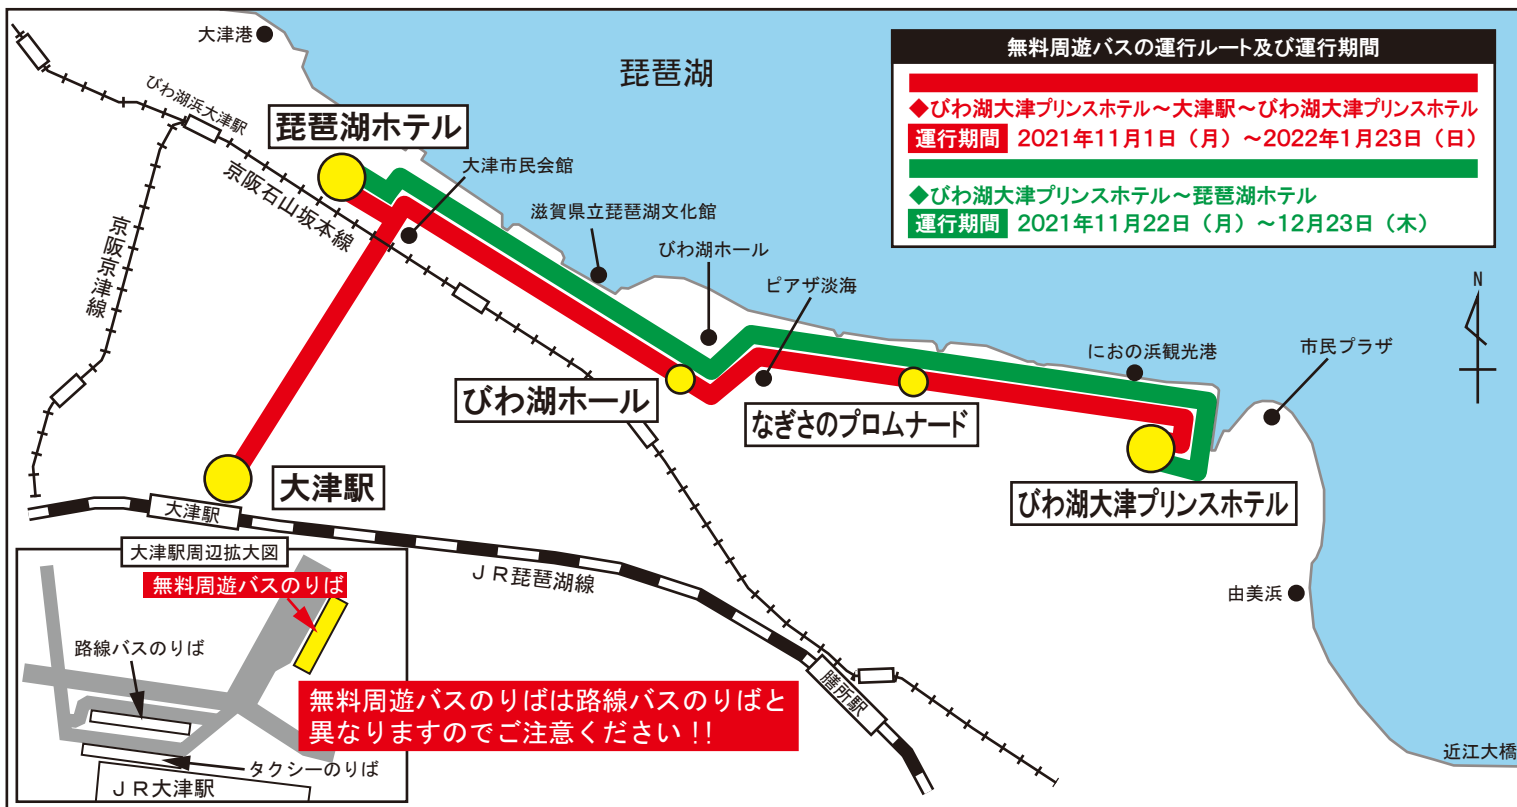 無料周遊バスの運行ルート及び運行期間
◆びわ湖大津プリンスホテル～大津駅～びわ湖大津プリンスホテル
運行期間 2021年11月1日（月）～2022年1月23日（日）
◆びわ湖大津プリンスホテル～琵琶湖ホテル
運行期間 2021年11月22日（月）～12月23日（木）
大津港
琵琶湖
びわ湖浜大津駅
琵琶湖ホテル
大津市民会館
京阪石山坂本線
滋賀県立琵琶湖文化館
京阪京津線
びわ湖ホール
ピアザ淡海
N
におの浜観光港
市民プラザ
びわ湖ホール
なぎさのプロムナード
大津駅
びわ湖大津プリンスホテル
大津駅
JR琵琶湖線
由美浜
膳所駅
近江大橋
大津駅周辺拡大図
無料周遊バスのりば
路線バスのりば
タクシーのりば
JR大津駅
無料周遊バスのりばは路線バスのりばと
異なりますのでご注意ください!!